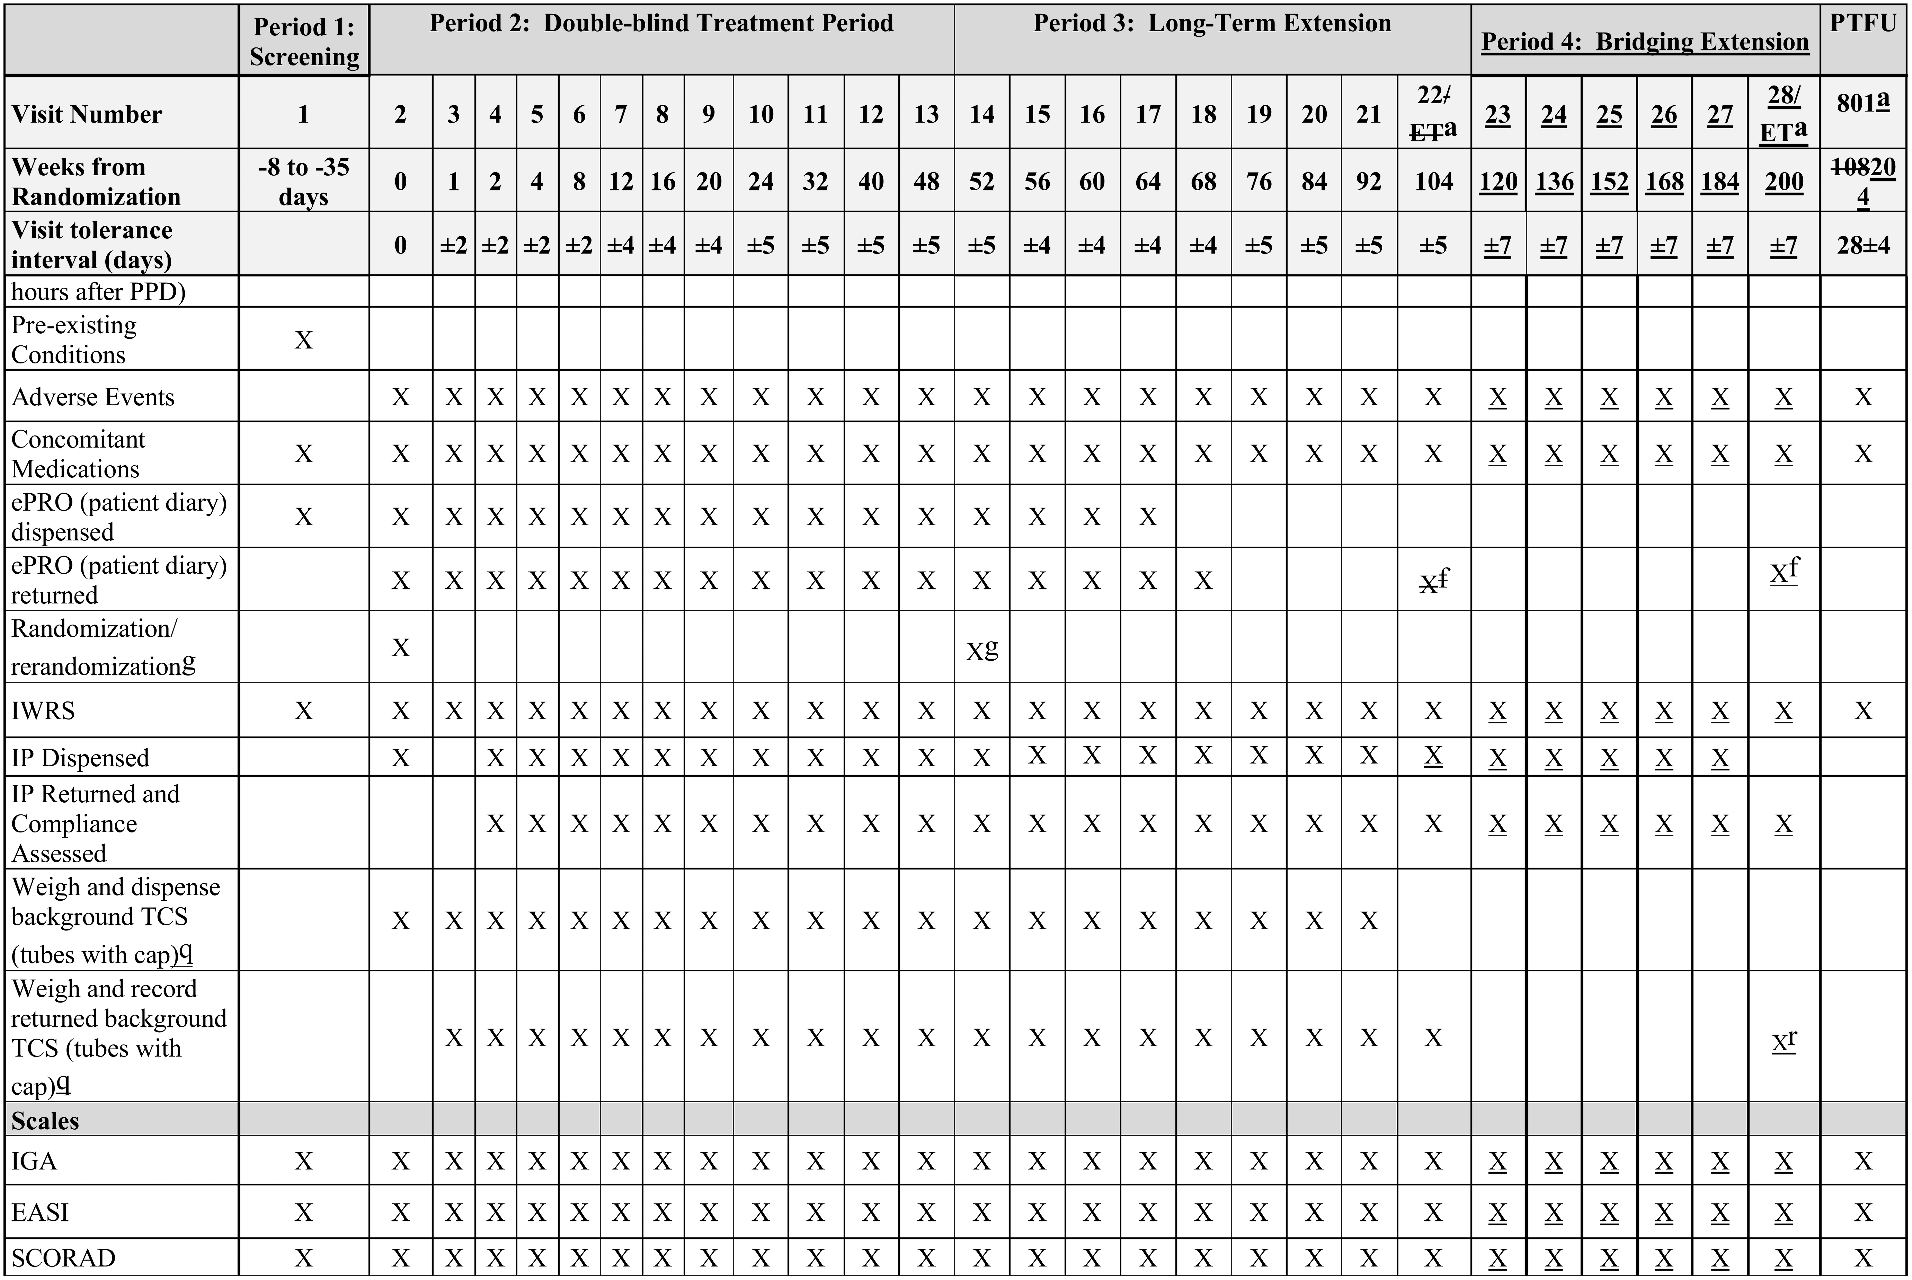 Period 1: Screening Period 2: Double-blind Treatment Period Period 3: Long-Term Extension Period 4: Bridging Extension PTFU
Visit Number 1 2 3 4 5 6 7 8 9 10 11 12 13 14 15 16 17 18 19 20 21 22/ETa 23 24 25 26 27 28/ETa 801a
Weeks from Randomization -8 to -35 days 0 1 2 4 8 12 16 20 24 32 40 48 52 56 60 64 68 76 84 92 104 120 136 152 168 184 200 108204
Visit tolerance interval (days) 0 ±2 ±2 ±2 ±2 ±4 ±4 ±4 ±5 ±5 ±5 ±5 ±5 ±4 ±4 ±4 ±4 ±5 ±5 ±5 ±5 ±7 ±7 ±7 ±7 ±7 ±7 28±4
hours after PPD)
Pre-existing Conditions X
Adverse Events X X X X X X X X X X X X X X X X X X X X X X X X X X X X
Concomitant Medications X X X X X X X X X X X X X X X X X X X X X X X X X X X X X
ePRO (patient diary) dispensed X X X X X X X X X X X X X X X X X
ePRO (patient diary) returned X X X X X X X X X X X X X X X X X Xf Xf
Randomization/ rerandomizationg X Xg
IWRS X X X X X X X X X X X X X X X X X X X X X X X X X X X X X
IP Dispensed X X X X X X X X X X X X X X X X X X X X X X X X X
IP Returned and Compliance Assessed X X X X X X X X X X X X X X X X X X X X X X X X X
Weigh and dispense background TCS (tubes with cap)q X X X X X X X X X X X X X X X X X X X X
Weigh and record returned background TCS (tubes with cap)q X X X X X X X X X X X X X X X X X X X X Xr
Scales
IGA X X X X X X X X X X X X X X X X X X X X X X X X X X X X X
EASI X X X X X X X X X X X X X X X X X X X X X X X X X X X X X
SCORAD X X X X X X X X X X X X X X X X X X X X X X X X X X X X X